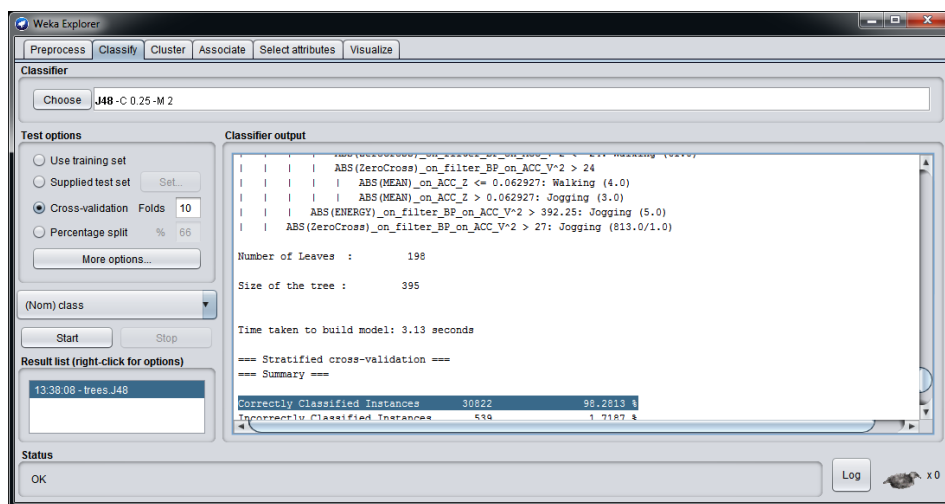 Weka Explorer
Preprocess Classify Cluster Associate Select attributes Visualize
Classifier
Choose J48 -C 0.25 -M 2
Test options
Use training set
Supplied test set Set...
Cross-validation Folds 10
Percentage split % 66
More options...
(Nom) class
Start Stop
Result list (right-click for options)
13:38:08 - trees.J48
Classifier output
| | | | ABS(ZeroCross)_on_filter_BP_on_ACC_V^2 > 24
| | | | | ABS(MEAN)_on_ACC_Z <= 0.062927: Walking (4.0)
| | | | | ABS(MEAN)_on_ACC_Z > 0.062927: Jogging (3.0)
| | | ABS(ENERGY)_on_filter_BP_on_ACC_V^2 > 392.25: Jogging (5.0)
| | ABS(ZeroCross)_on_filter_BP_on_ACC_V^2 > 27: Jogging (813.0/1.0)
Number of Leaves : 198
Size of the tree : 395
Time taken to build model: 3.13 seconds
=== Stratified cross-validation ===
=== Summary ===
Correctly Classified Instances 30822 98.2813 %
Incorrectly Classified Instances 539 1.7187 %
Status
OK
Log x 0